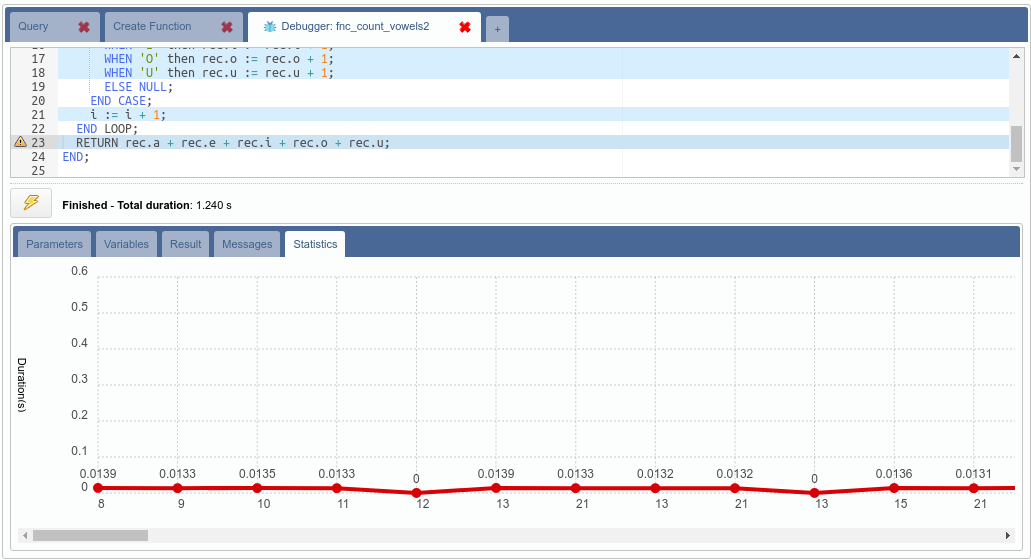 Query
Create Function
Debugger: fnc_count_vowels2
+
17 WHEN 'O' then rec.o := rec.o + 1;
18 WHEN 'U' then rec.u := rec.u + 1;
19 ELSE NULL;
20 END CASE;
21 i := i + 1;
22 END LOOP;
23 RETURN rec.a + rec.e + rec.i + rec.o + rec.u;
24 END;
25
Finished - Total duration: 1.240 s
Parameters
Variables
Result
Messages
Statistics
0.6
0.5
0.4
0.3
0.2
0.1
0
Duration(s)
0.0139 0.0133 0.0135 0.0133 0 0.0139 0.0133 0.0132 0.0132 0 0.0136 0.0131
8 9 10 11 12 13 21 13 21 13 15 21